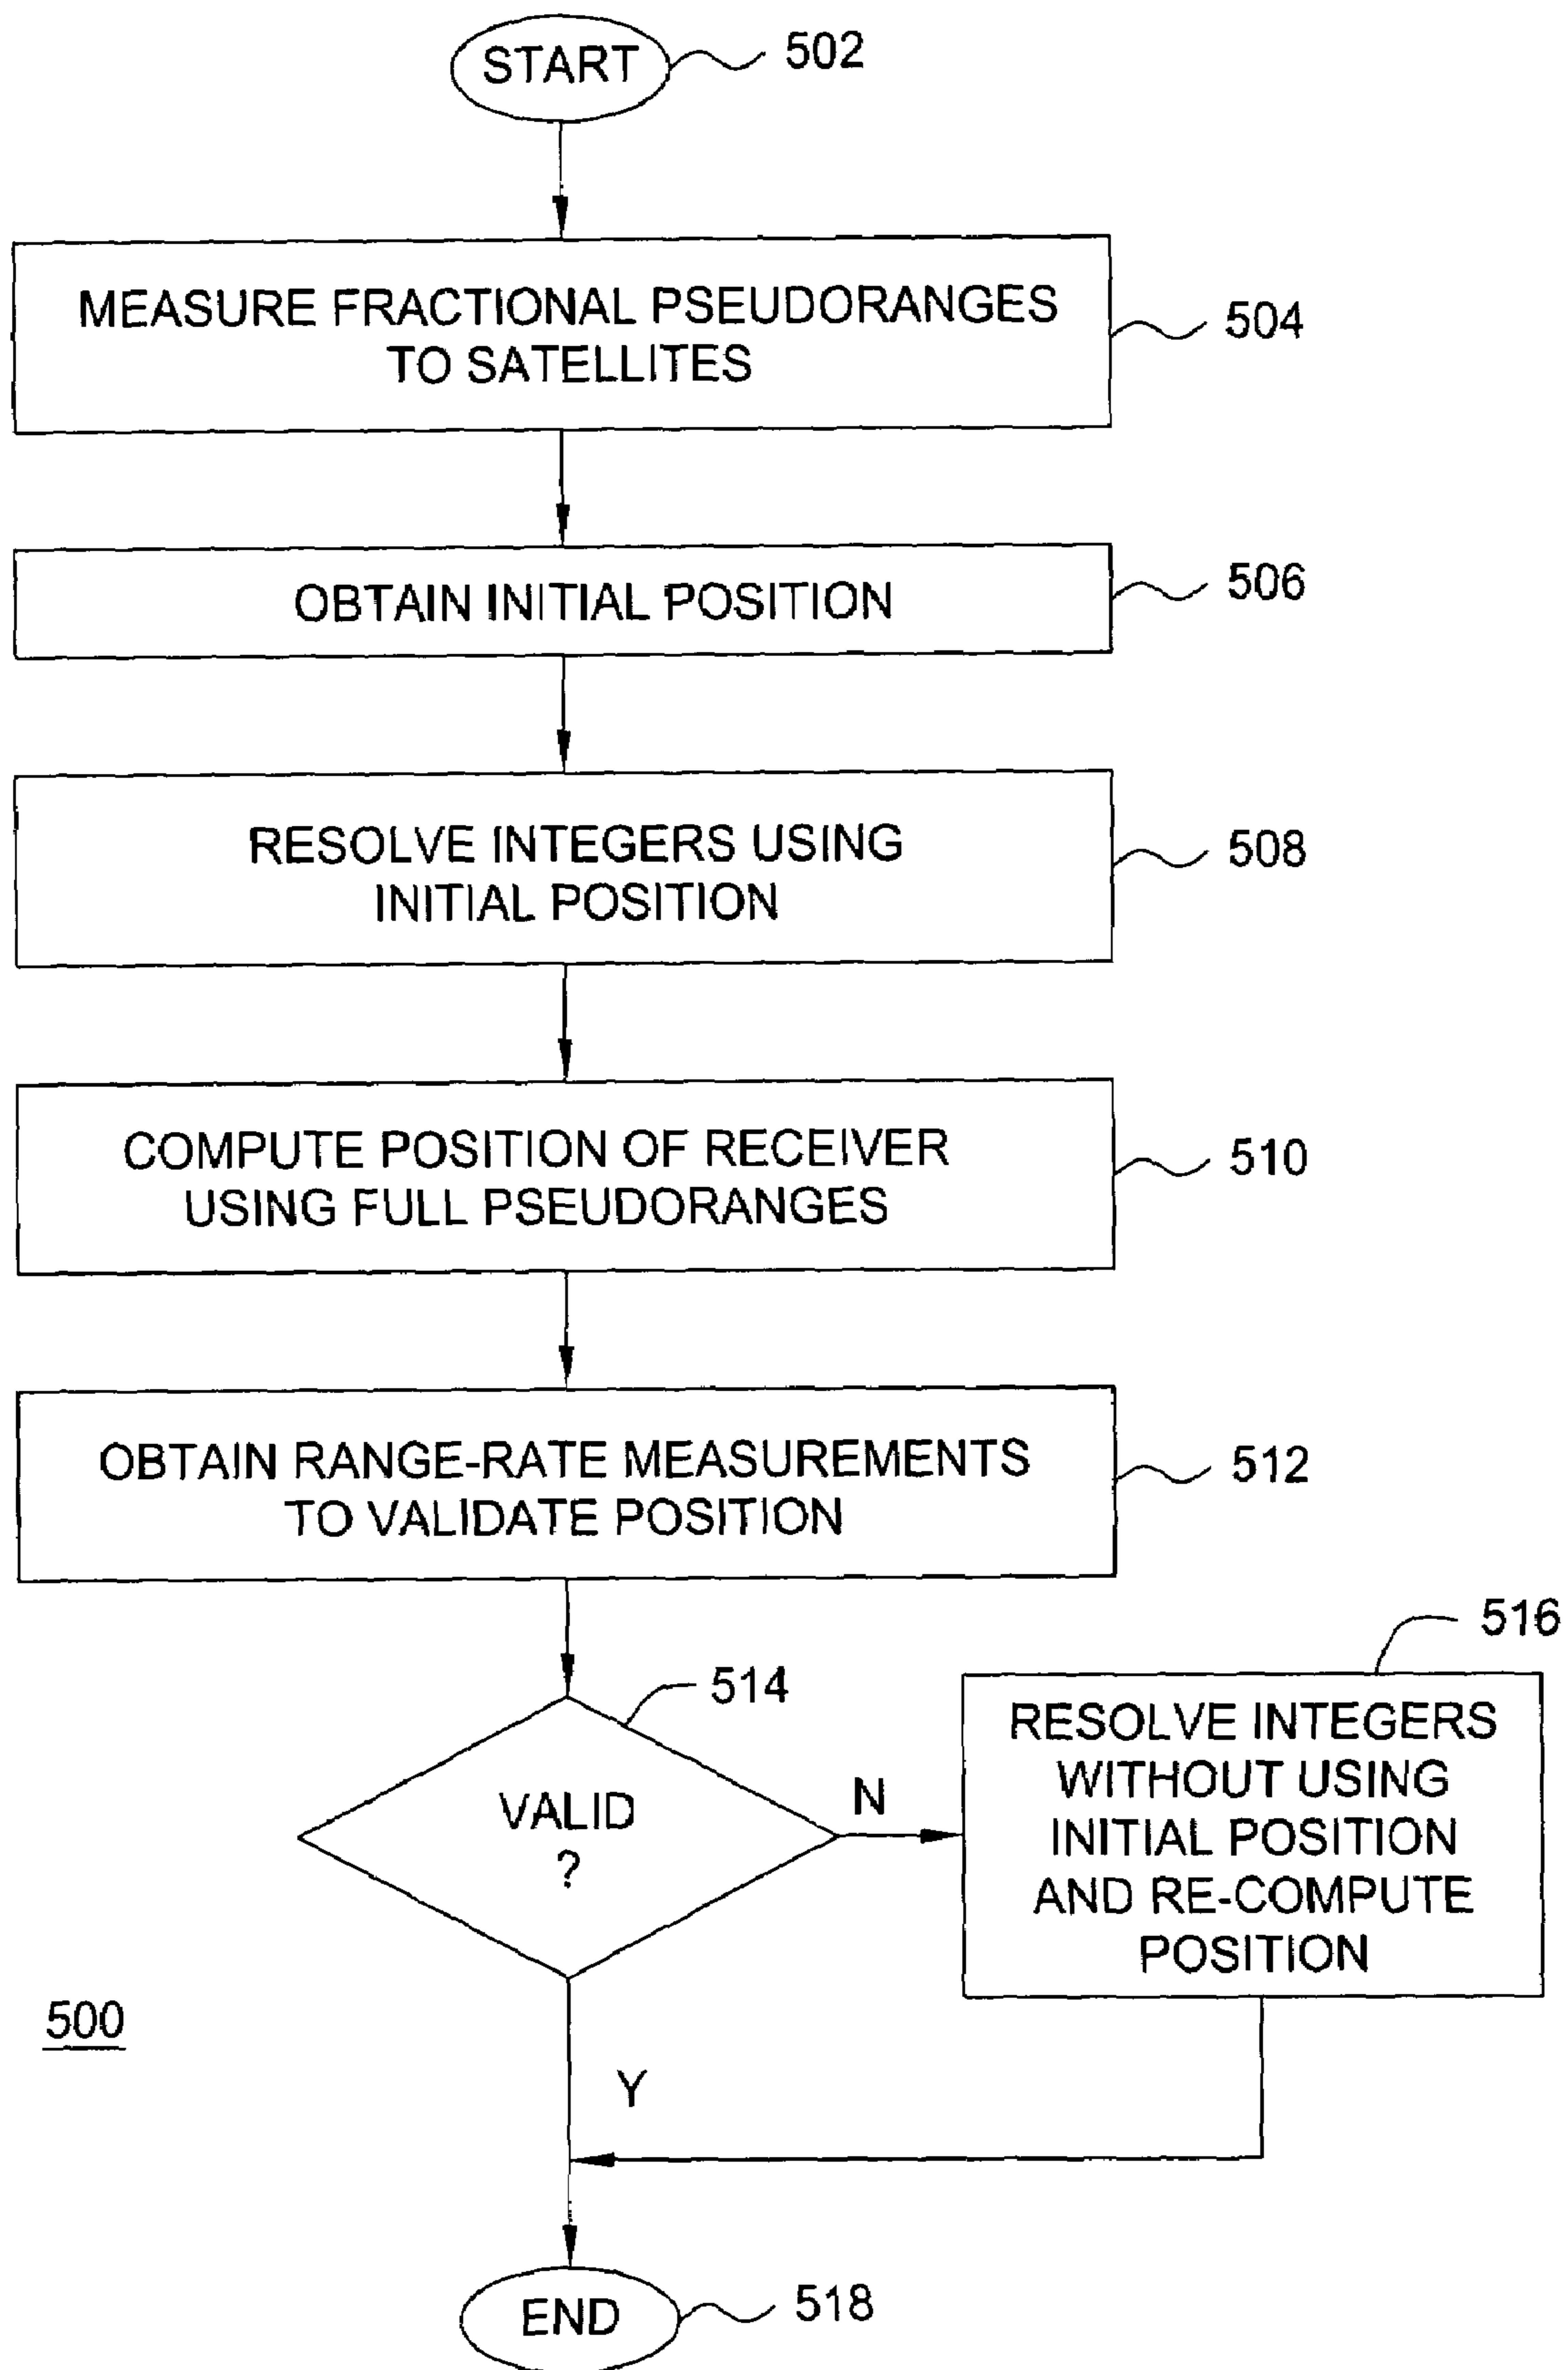 START
502
MEASURE FRACTIONAL PSEUDORANGES
TO SATELLITES
504
OBTAIN INITIAL POSITION
506
RESOLVE INTEGERS USING
INITIAL POSITION
508
COMPUTE POSITION OF RECEIVER
USING FULL PSEUDORANGES
510
OBTAIN RANGE-RATE MEASUREMENTS
TO VALIDATE POSITION
512
514
VALID
?
N
516
RESOLVE INTEGERS
WITHOUT USING
INITIAL POSITION
AND RE-COMPUTE
POSITION
500
Y
END
518